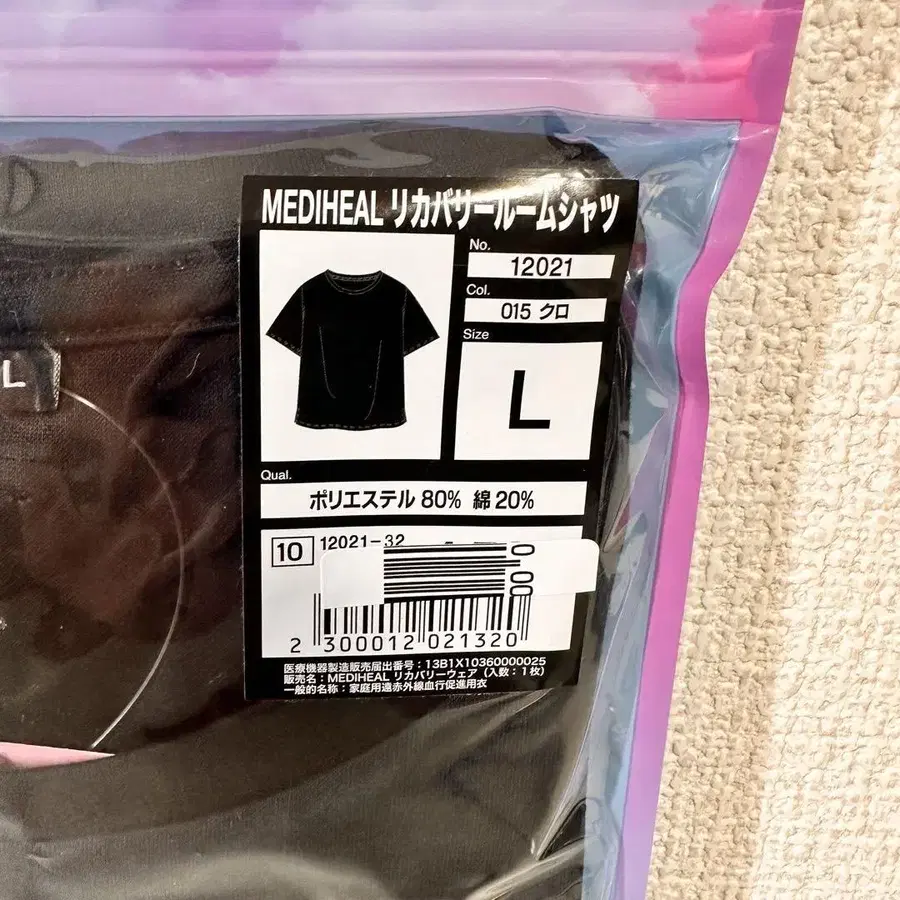 MEDIHEAL リカバリールームシャツ
No.
12021
Col.
015 クロ
Size
L
L
Qual.
ポリエステル 80% 綿 20%
10 12021-32
0.00
2 300012 021320
医療機器製造販売届出番号：13B1X10360000025
販売名：MEDIHEAL リカバリーウェア（入数：1枚）
一般的名称：家庭用遠赤外線血行促進用衣